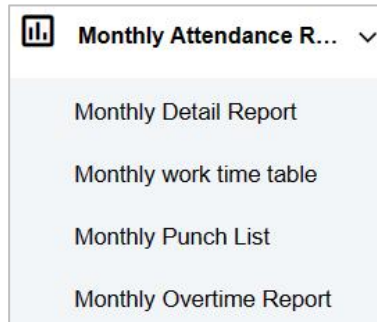 Monthly Attendance R...
Monthly Detail Report
Monthly work time table
Monthly Punch List
Monthly Overtime Report